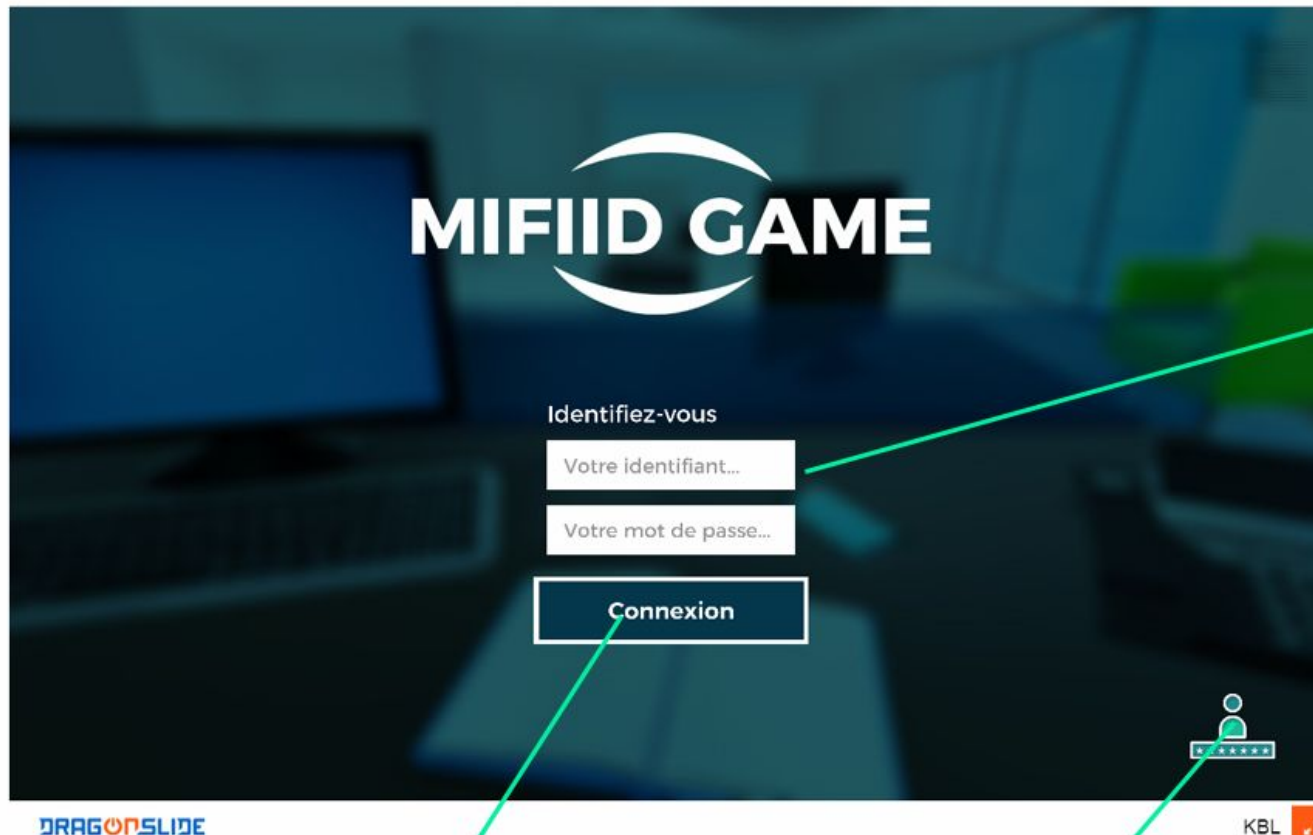 MIFIID GAME
Identifiez-vous
Votre identifiant...
Votre mot de passe...
Connexion
*******
DRAGONSLIDE
KBL